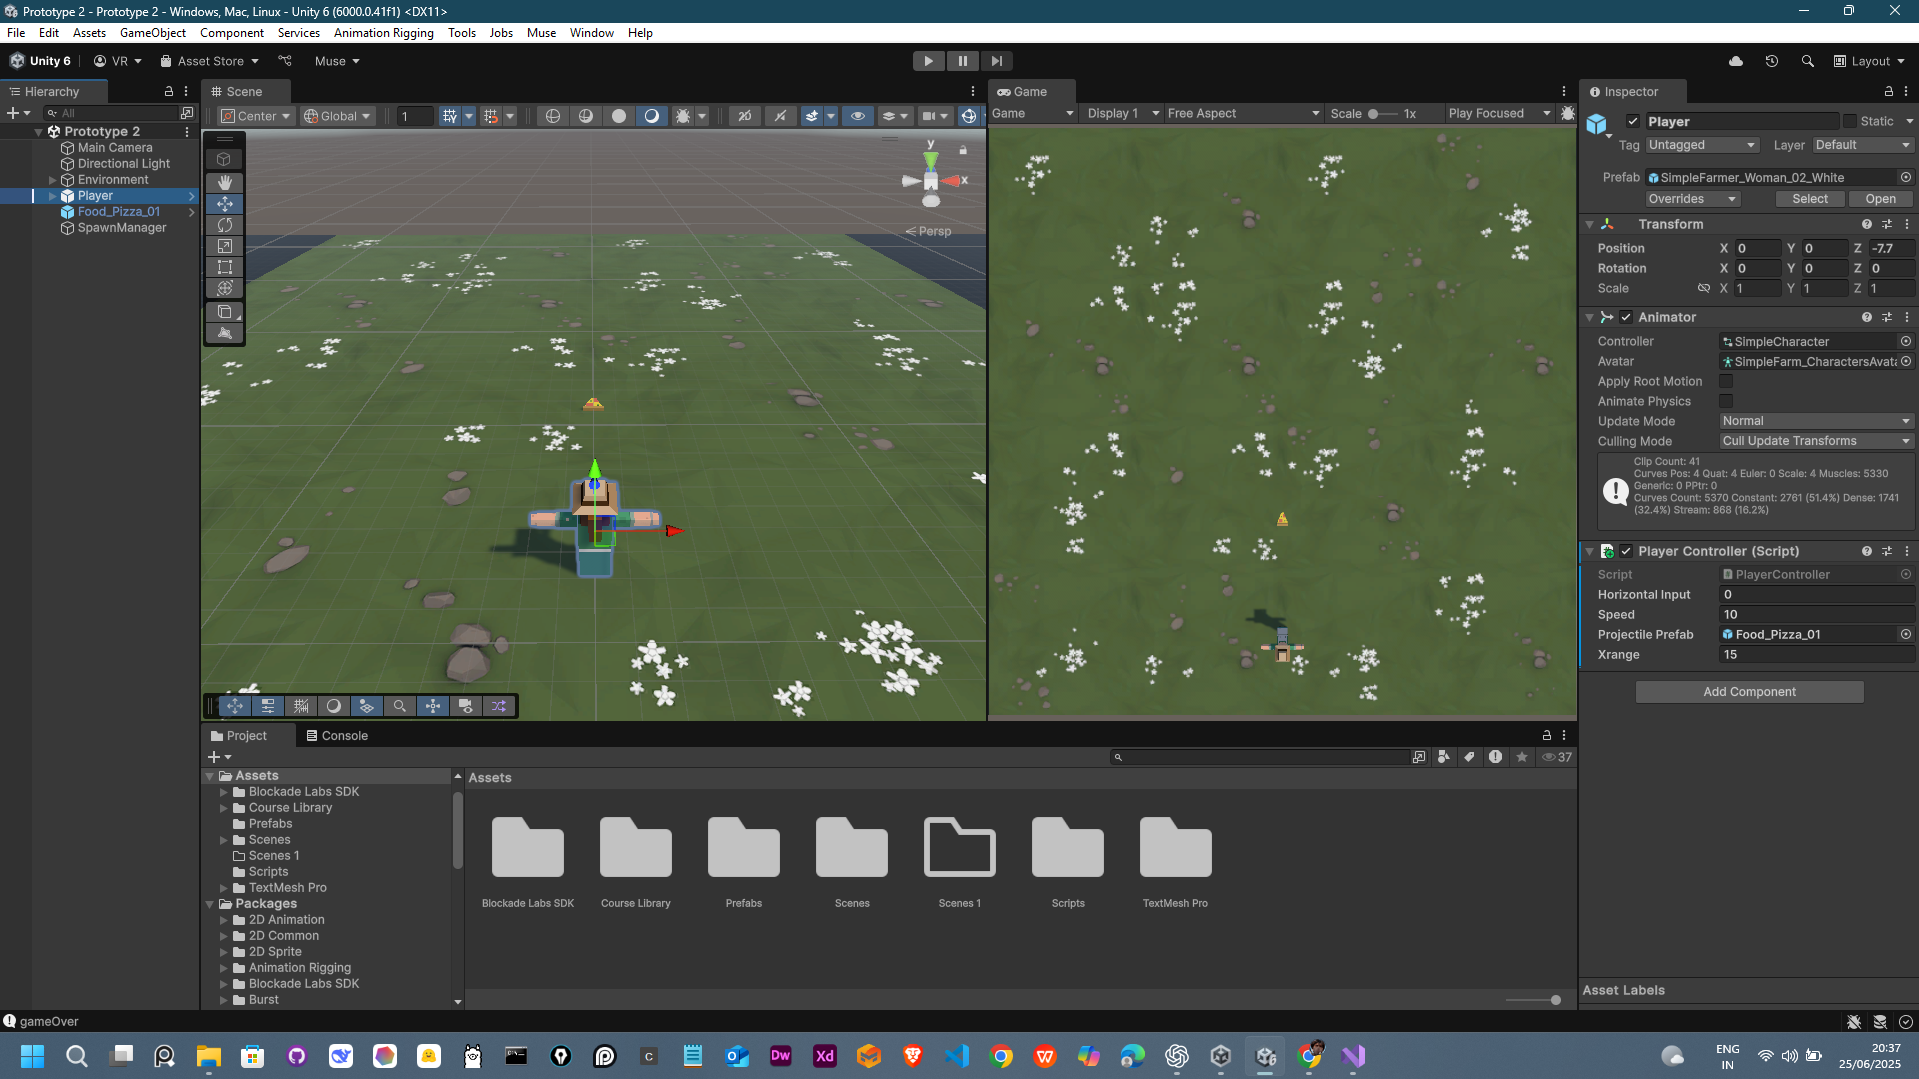 Prototype 2 - Prototype 2 - Windows, Mac, Linux - Unity 6 (6000.0.41f1) <DX11>
File Edit Assets GameObject Component Services Animation Rigging Tools Jobs Muse Window Help
Unity 6 VR Asset Store Muse Layout
Hierarchy
All
Prototype 2
Main Camera
Directional Light
Environment
Player
Food_Pizza_01
SpawnManager
Scene
Center Global 1 2D
y
x
Persp
Game
Game Display 1 Free Aspect Scale 1x Play Focused
Inspector
Player Static
Tag Untagged Layer Default
Prefab SimpleFarmer_Woman_02_White
Overrides Select Open
Transform
Position X 0 Y 0 Z -7.7
Rotation X 0 Y 0 Z 0
Scale X 1 Y 1 Z 1
Animator
Controller SimpleCharacter
Avatar SimpleFarm_CharactersAvata
Apply Root Motion
Animate Physics
Update Mode Normal
Culling Mode Cull Update Transforms
Clip Count: 41
Curves Pos: 4 Quat: 4 Euler: 0 Scale: 4 Muscles: 5330
Generic: 0 PPtr: 0
Curves Count: 5370 Constant: 2761 (51.4%) Dense: 1741
(32.4%) Stream: 868 (16.2%)
Player Controller (Script)
Script PlayerController
Horizontal Input 0
Speed 10
Projectile Prefab Food_Pizza_01
Xrange 15
Add Component
Asset Labels
Project Console
37
Assets
Blockade Labs SDK
Course Library
Prefabs
Scenes
Scenes 1
Scripts
TextMesh Pro
Packages
2D Animation
2D Common
2D Sprite
Animation Rigging
Blockade Labs SDK
Burst
Assets
Blockade Labs SDK Course Library Prefabs Scenes Scenes 1 Scripts TextMesh Pro
gameOver
C Dw Xd
ENG
IN
20:37
25/06/2025